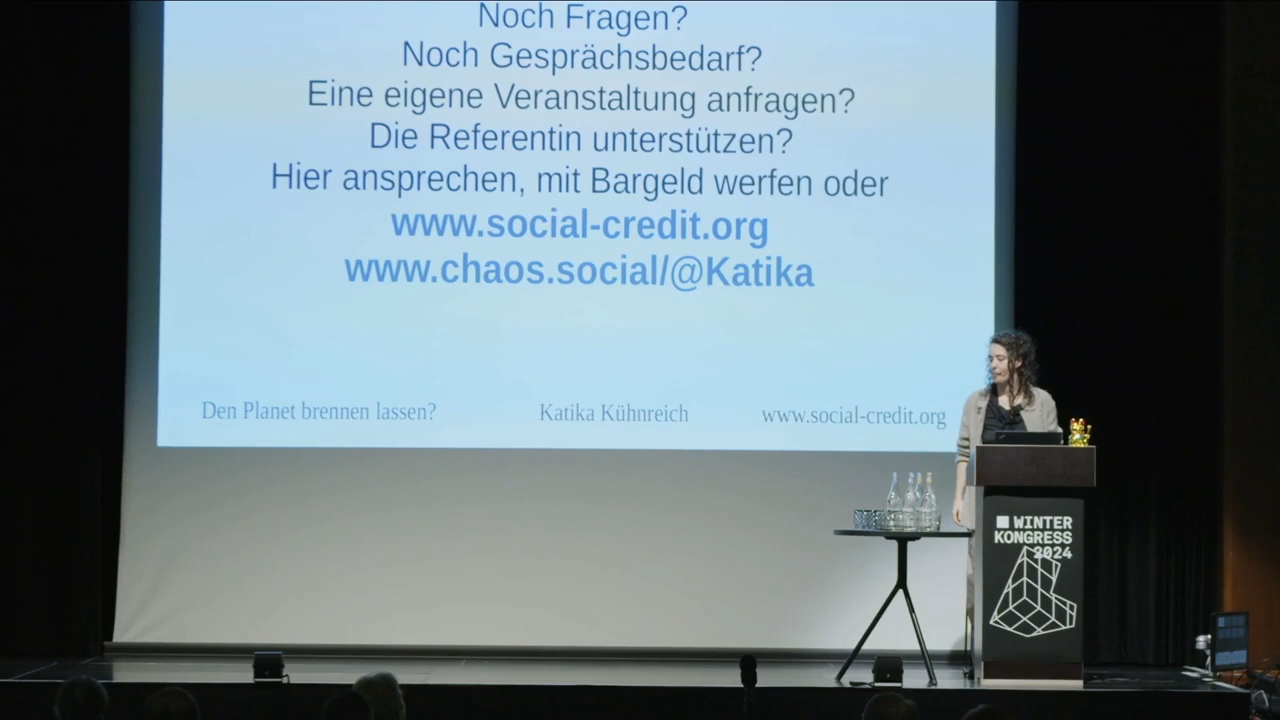 Noch Fragen?
Noch Gesprächsbedarf?
Eine eigene Veranstaltung anfragen?
Die Referentin unterstützen?
Hier ansprechen, mit Bargeld werfen oder
www.social-credit.org
www.chaos.social/@Katika
Den Planet brennen lassen? Katika Kühnreich www.social-credit.org
WINTER
KONGRESS
2024